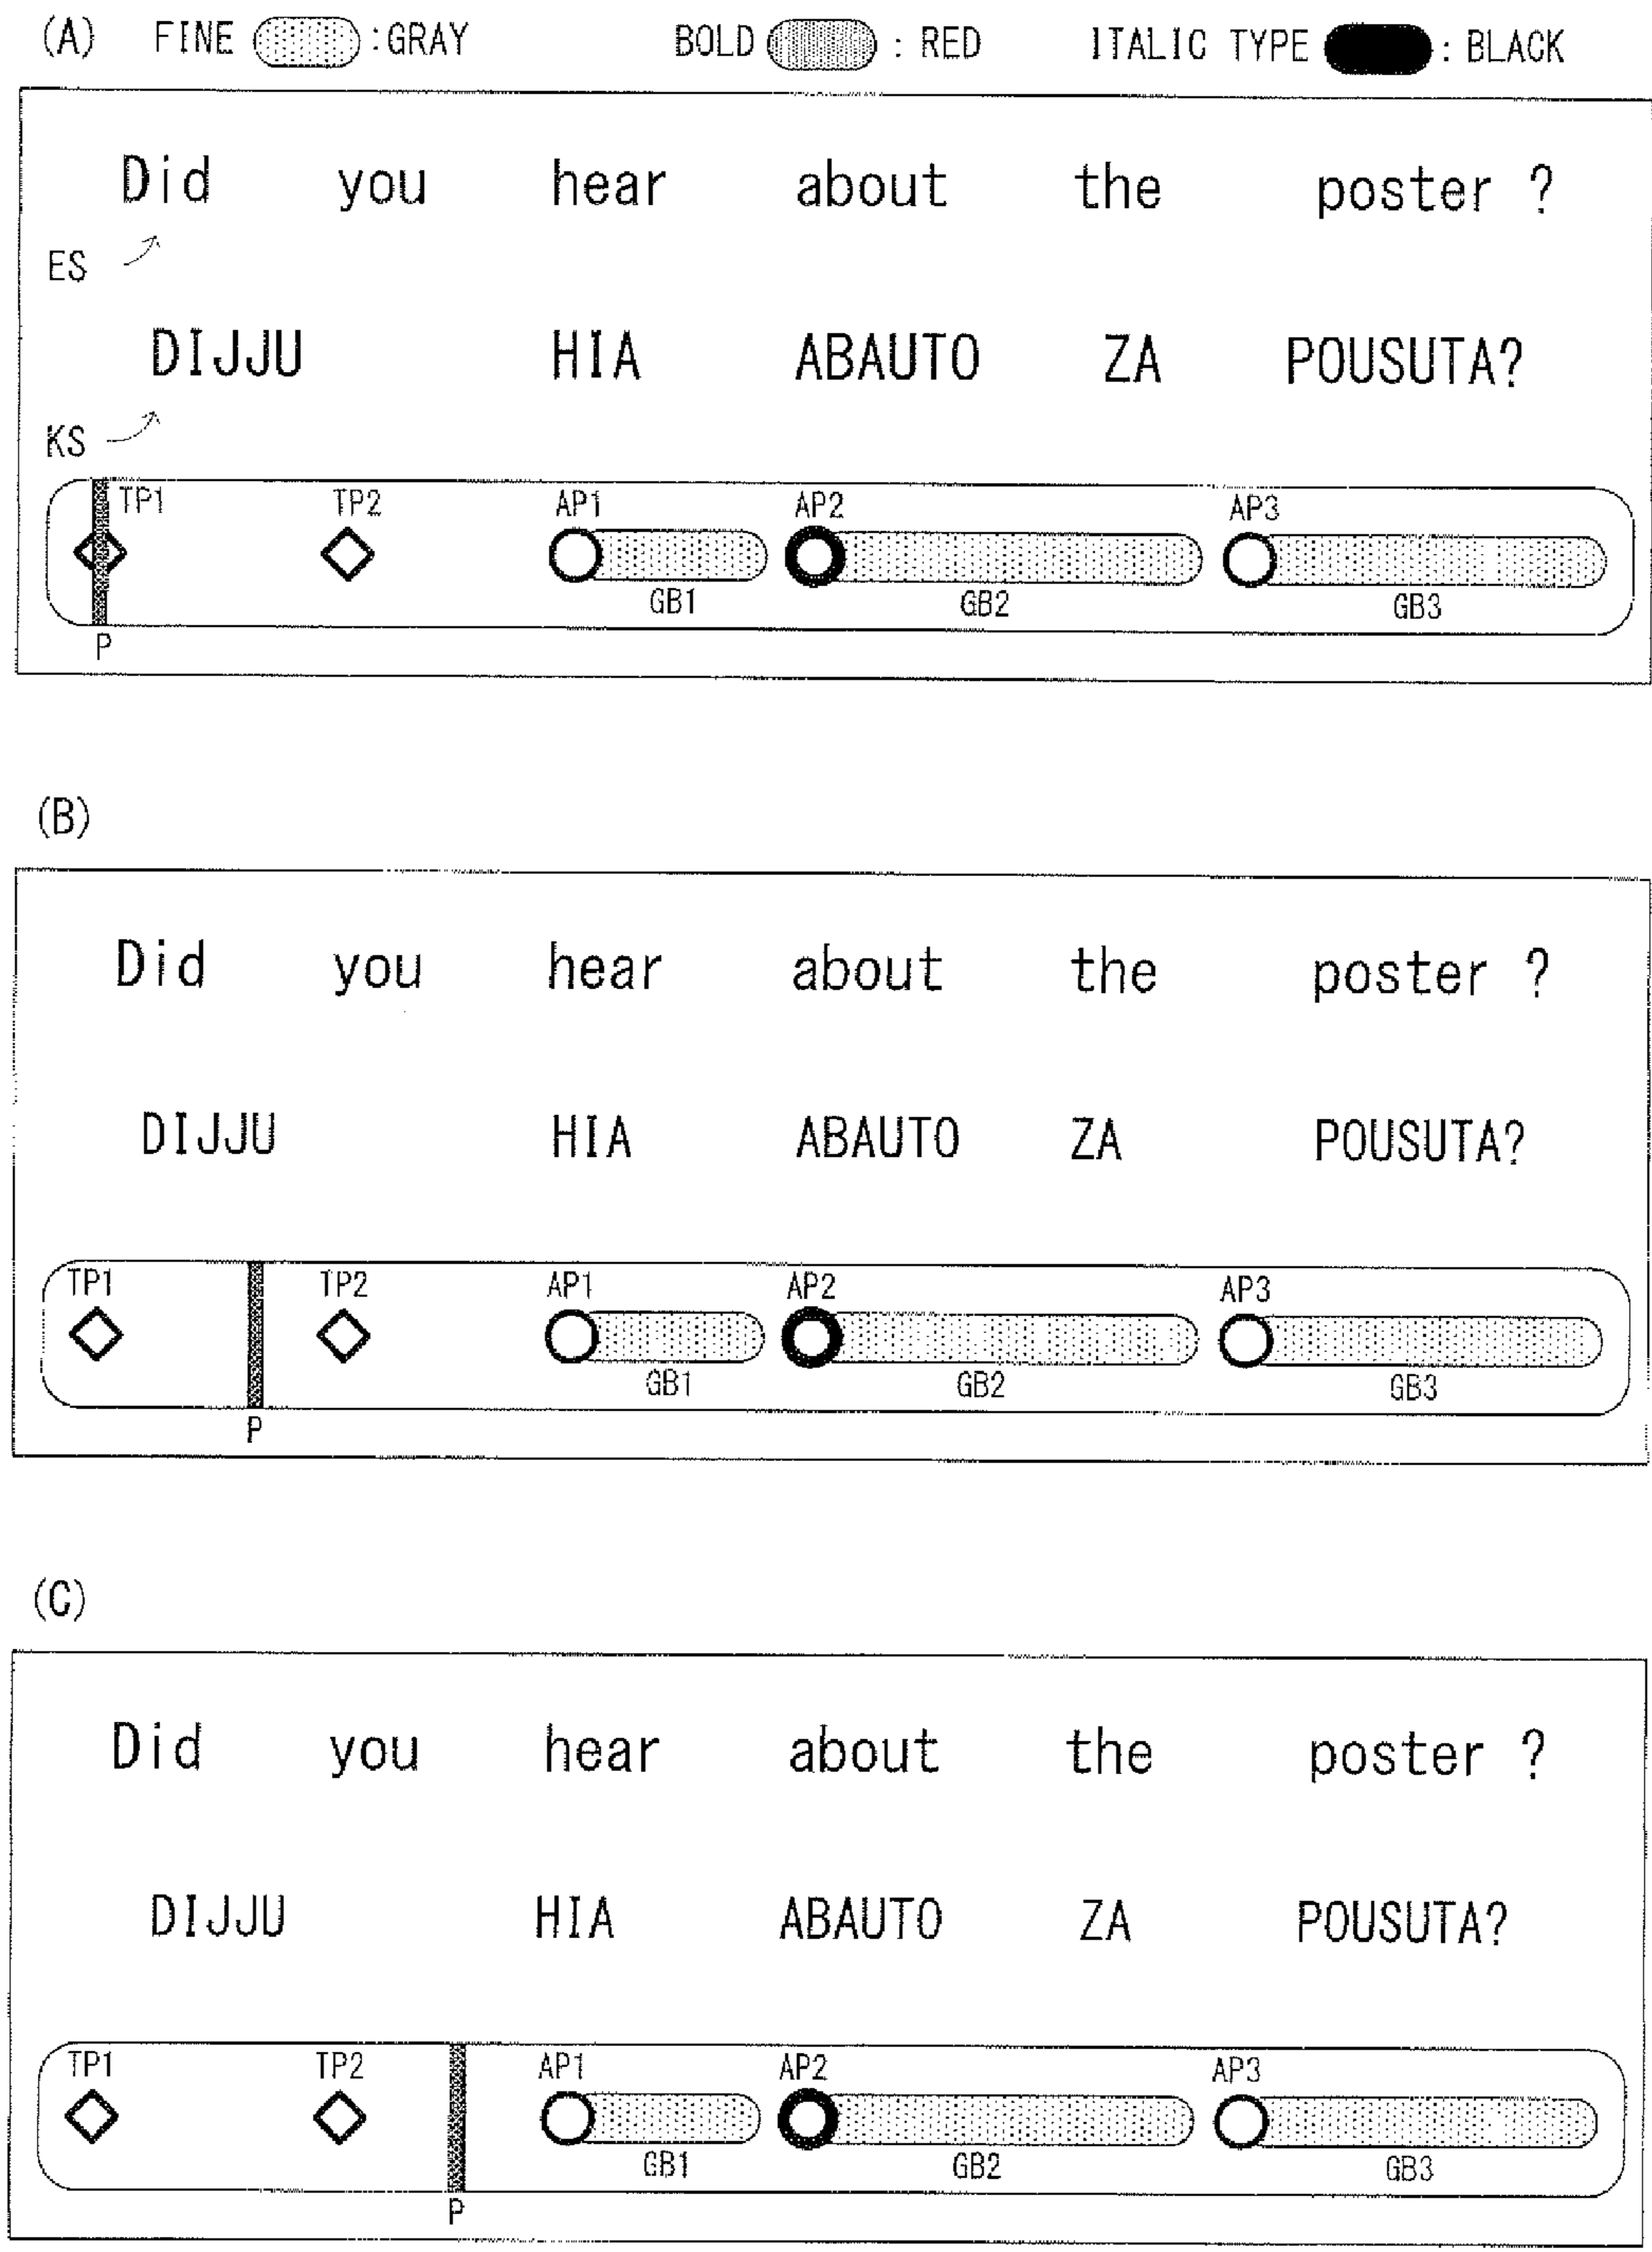 (A) FINE : GRAY BOLD : RED ITALIC TYPE : BLACK
Did you hear about the poster ?
ES
DIJJU HIA ABAUTO ZA POUSUTA?
KS
TP1 TP2 AP1 AP2 AP3
GB1 GB2 GB3
P
(B)
Did you hear about the poster ?
DIJJU HIA ABAUTO ZA POUSUTA?
TP1 TP2 AP1 AP2 AP3
GB1 GB2 GB3
P
(C)
Did you hear about the poster ?
DIJJU HIA ABAUTO ZA POUSUTA?
TP1 TP2 AP1 AP2 AP3
GB1 GB2 GB3
P